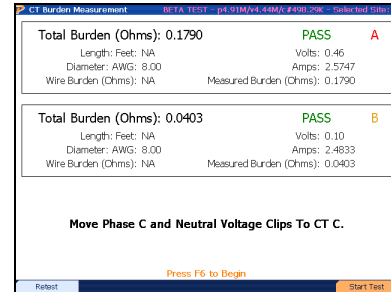 CT Burden Measurement BETA TEST - p4.91M/v4.44M/c#498.29K - Selected Site:
Total Burden (Ohms): 0.1790 PASS A
Length: Feet: NA Volts: 0.46
Diameter: AWG: 8.00 Amps: 2.5747
Wire Burden (Ohms): NA Measured Burden (Ohms): 0.1790
Total Burden (Ohms): 0.0403 PASS B
Length: Feet: NA Volts: 0.10
Diameter: AWG: 8.00 Amps: 2.4833
Wire Burden (Ohms): NA Measured Burden (Ohms): 0.0403
Move Phase C and Neutral Voltage Clips To CT C.
Press F6 to Begin
Retest Start Test